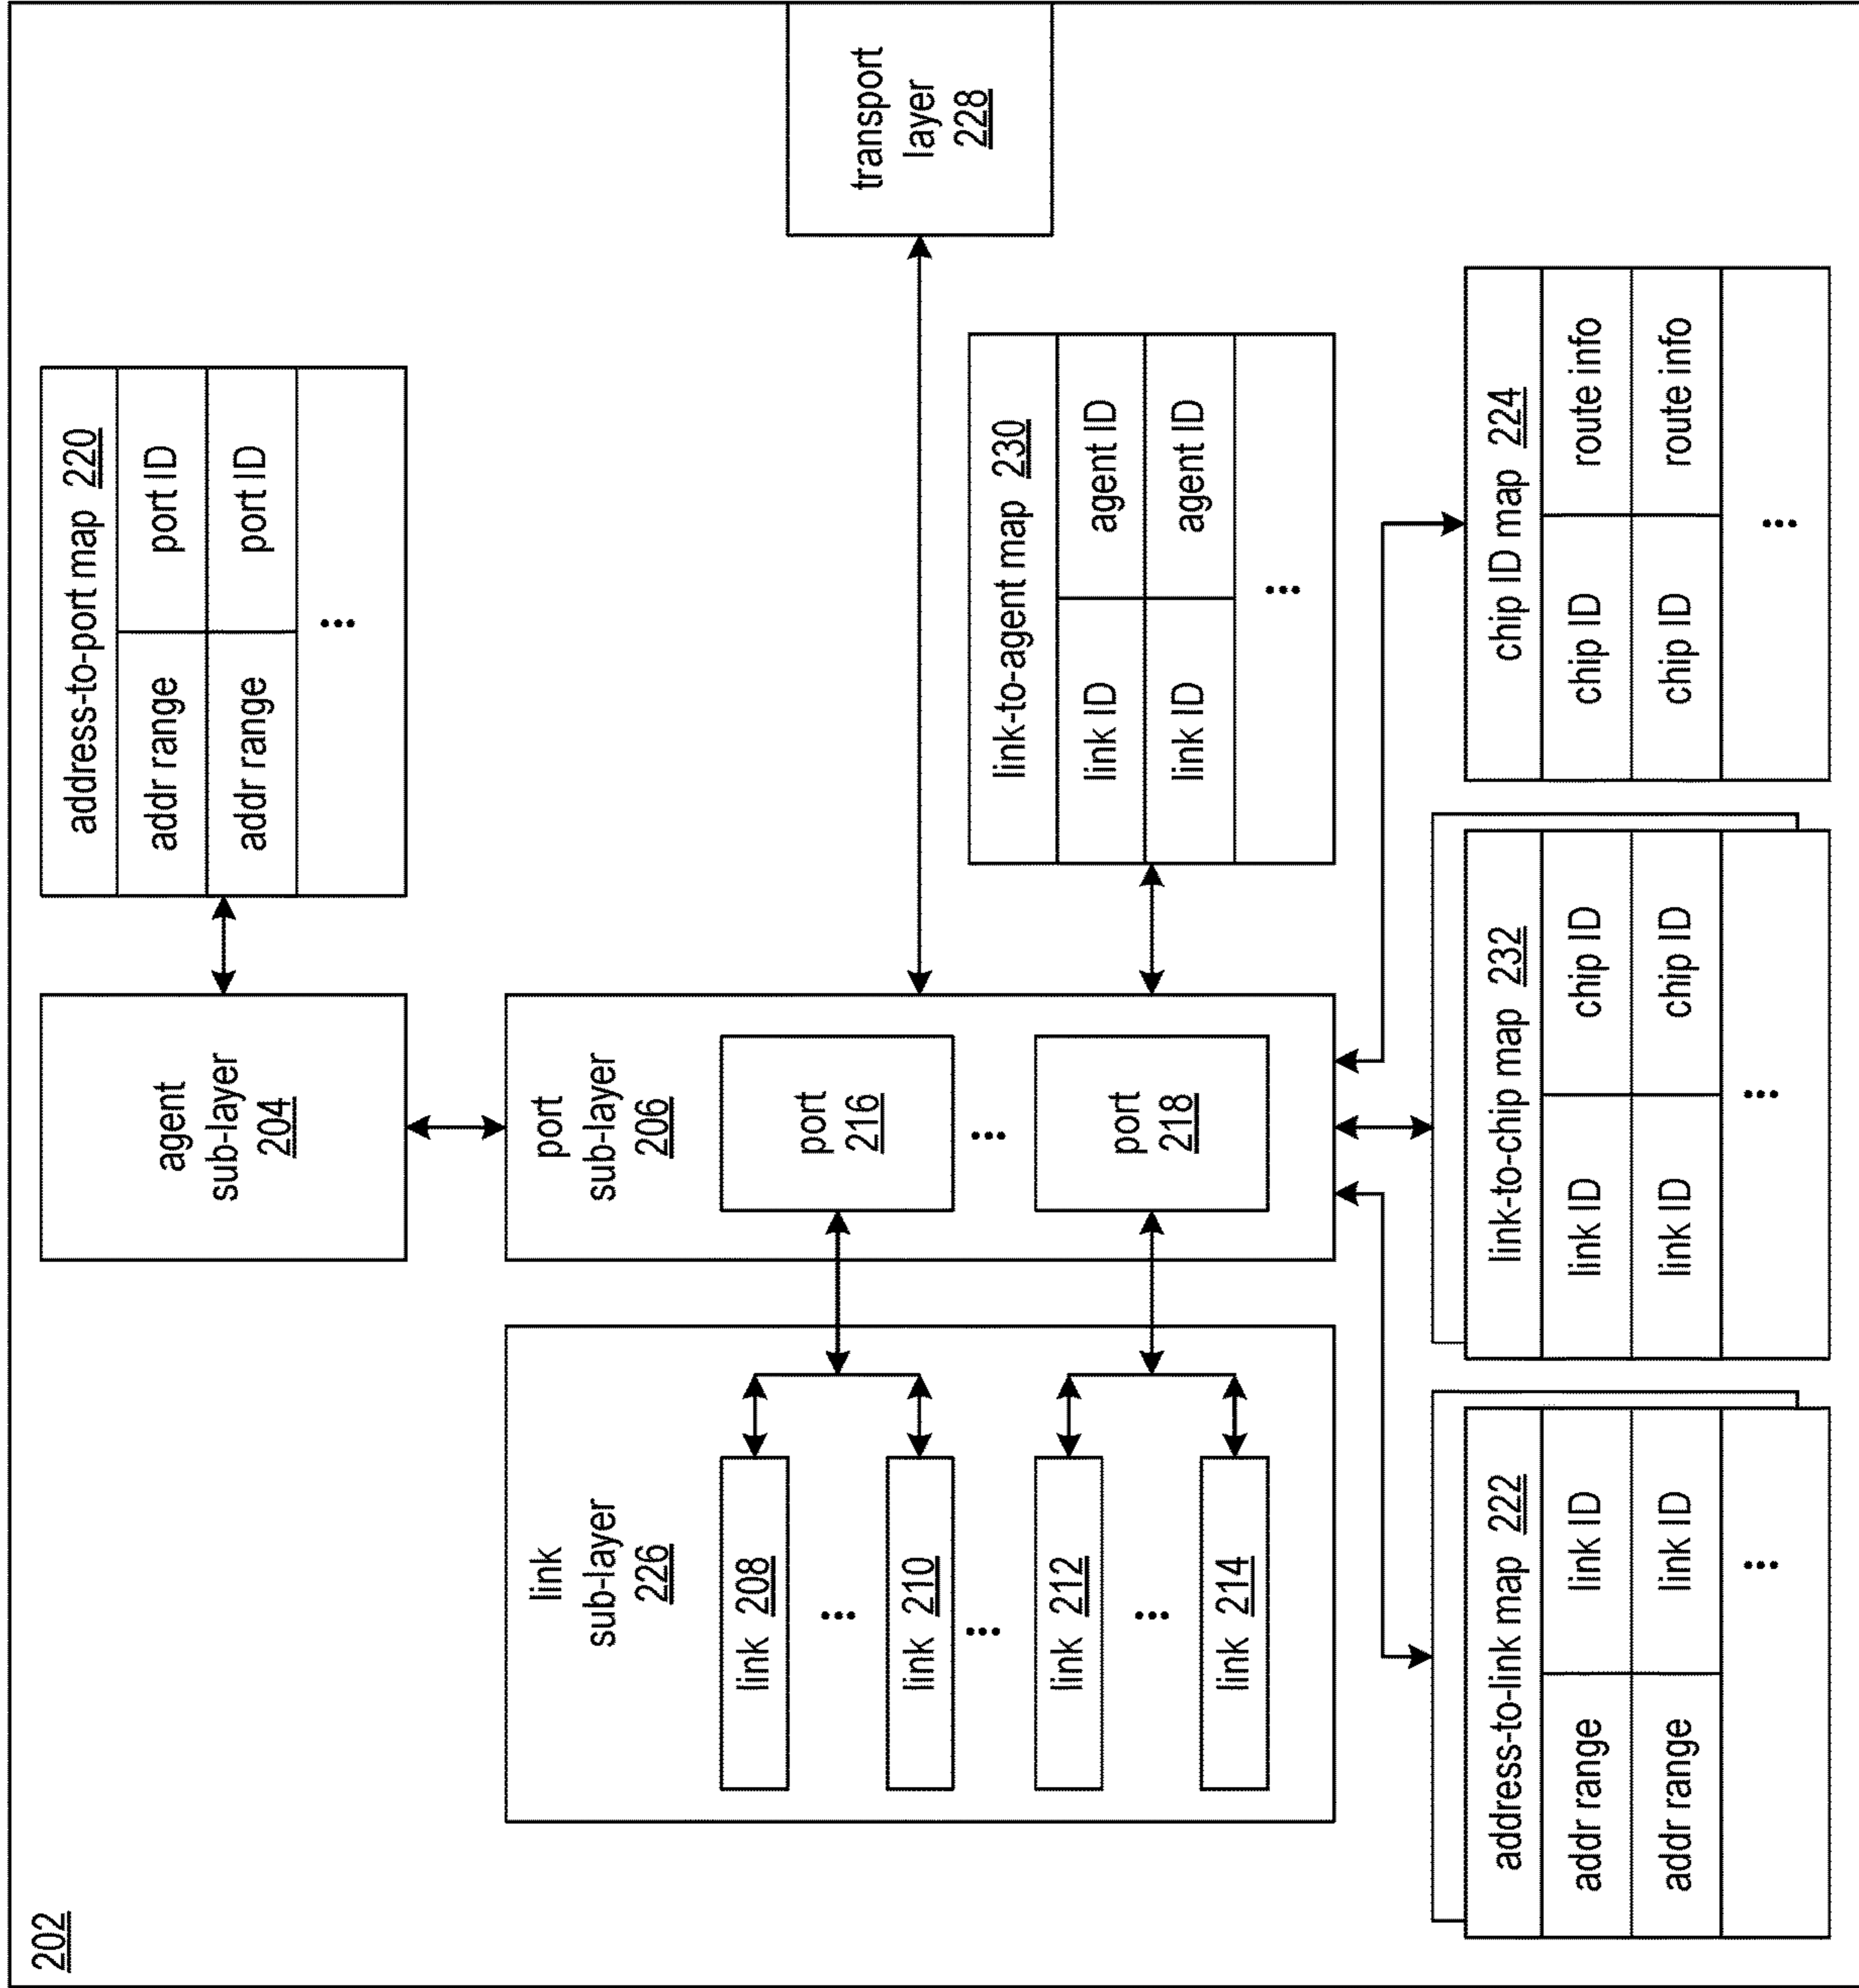 202
agent
sub-layer
204
address-to-port map 220
addr range port ID
addr range port ID
...
link
sub-layer
226
link 208
...
link 210
...
link 212
...
link 214
port
sub-layer
206
port
216
...
port
218
transport
layer
228
link-to-agent map 230
link ID agent ID
link ID agent ID
...
address-to-link map 222
addr range link ID
addr range link ID
...
link-to-chip map 232
link ID chip ID
link ID chip ID
...
chip ID map 224
chip ID route info
chip ID route info
...